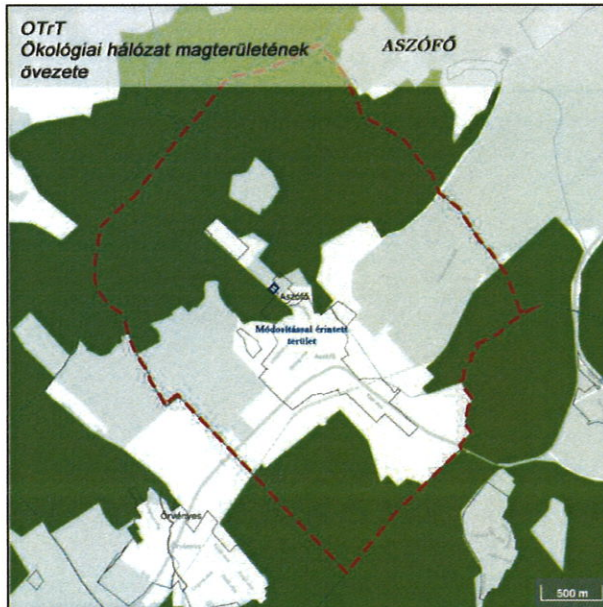 OTrT
Ökológiai hálózat magterületének
övezete
ASZÓFŐ
Aszófő
Módosítással érintett
terület
Örvényes
500 m